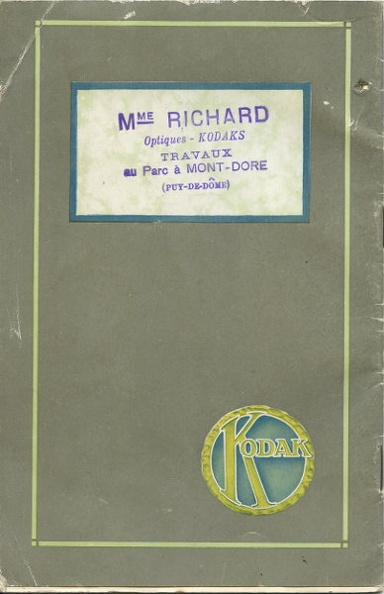 MME RICHARD
Optiques - KODAKS
TRAVAUX
au Parc à MONT-DORE
(PUY-DE-DÔME)
KODAK